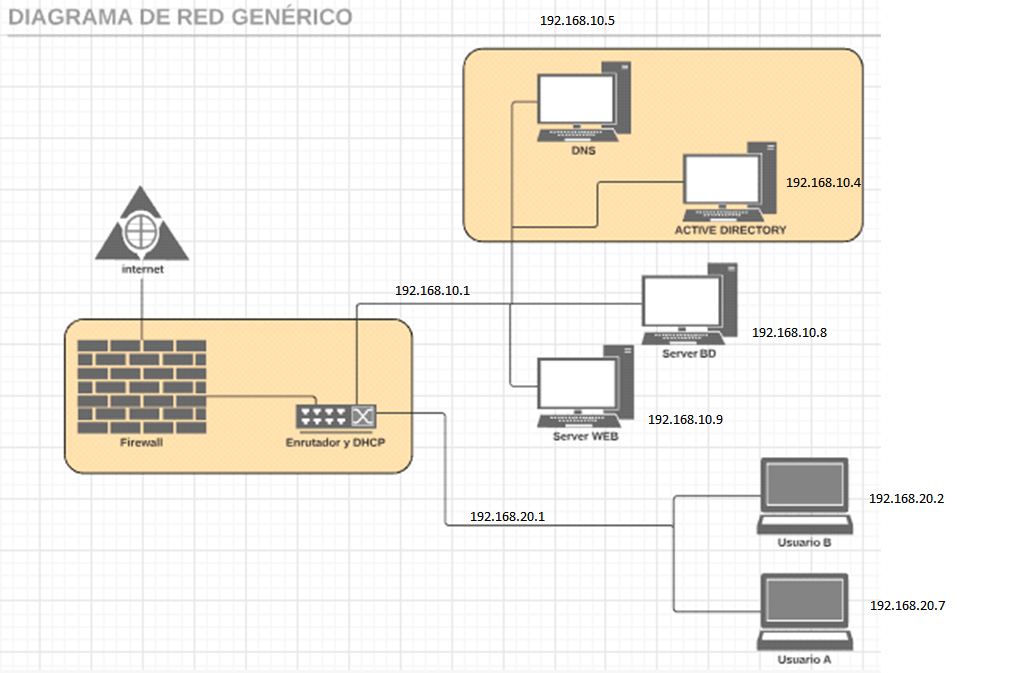 DIAGRAMA DE RED GENÉRICO
192.168.10.5
DNS
192.168.10.4
ACTIVE DIRECTORY
internet
192.168.10.1
192.168.10.8
Server BD
Firewall
Enrutador y DHCP
192.168.10.9
Server WEB
192.168.20.1
192.168.20.2
Usuario B
192.168.20.7
Usuario A